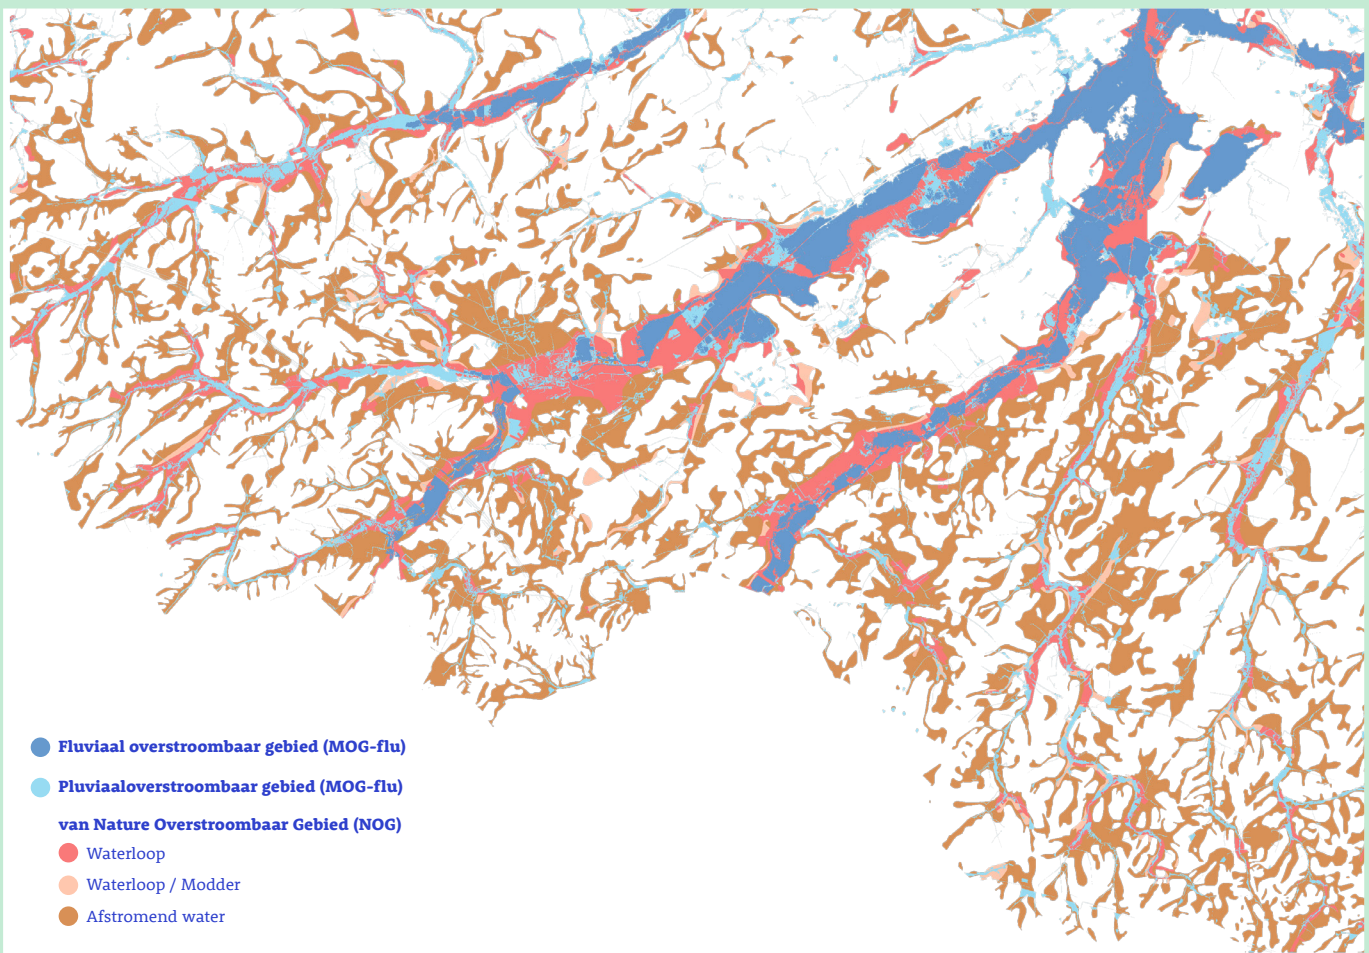 Fluviaal overstroombaar gebied (MOG-flu)
Pluviaaloverstroombaar gebied (MOG-flu)
van Nature Overstroombaar Gebied (NOG)
Waterloop
Waterloop / Modder
Afstromend water